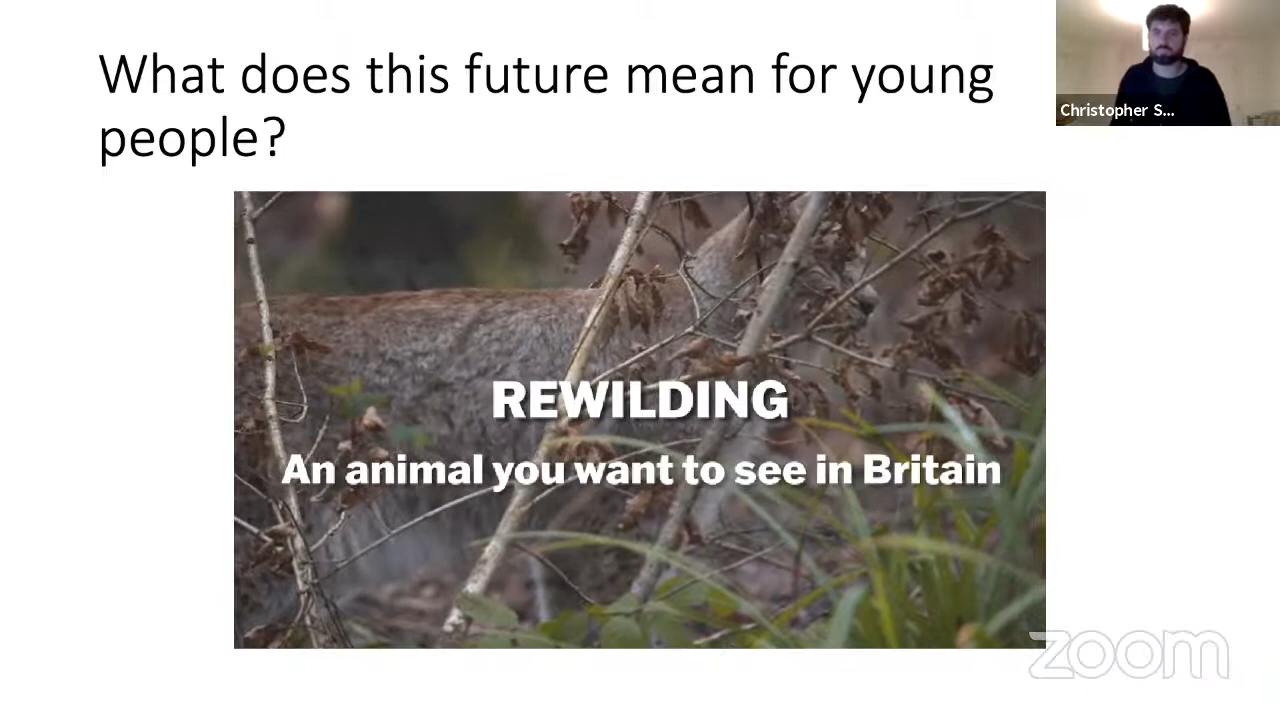 What does this future mean for young
people?
Christopher S...
REWILDING
An animal you want to see in Britain
zoom